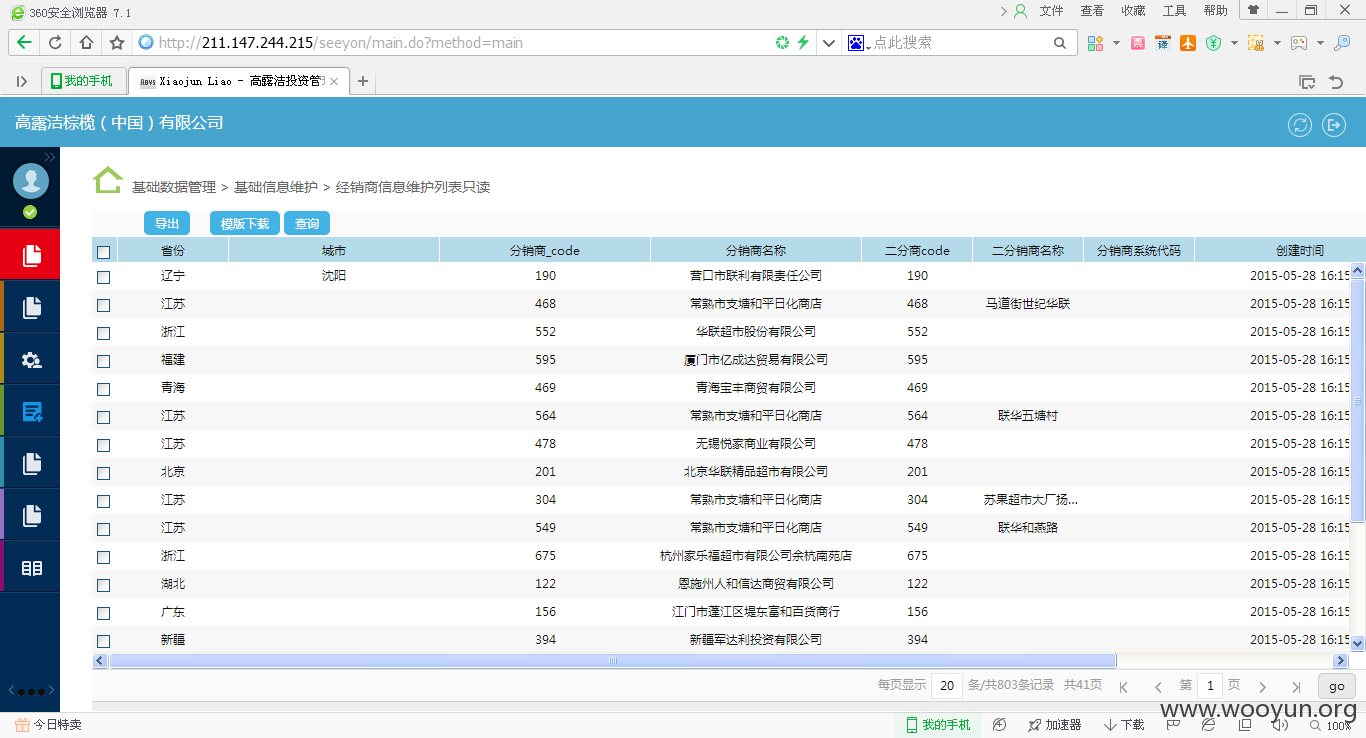 360安全浏览器 7.1
文件 查看 收藏 工具 帮助
http://211.147.244.215/seeyon/main.do?method=main 点此搜索
我的手机 Xiaojun Liao - 高露洁投资管
高露洁棕榄（中国）有限公司
基础数据管理 > 基础信息维护 > 经销商信息维护列表只读
导出 模版下载 查询
省份 城市 分销商_code 分销商名称 二分商code 二分销商名称 分销商系统代码 创建时间
辽宁 沈阳 190 营口市联利有限责任公司 190 2015-05-28 16:15
江苏 468 常熟市支塘和平日化商店 468 马道街世纪华联 2015-05-28 16:15
浙江 552 华联超市股份有限公司 552 2015-05-28 16:15
福建 595 厦门市亿成达贸易有限公司 595 2015-05-28 16:15
青海 469 青海宝丰商贸有限公司 469 2015-05-28 16:15
江苏 564 常熟市支塘和平日化商店 564 联华五塘村 2015-05-28 16:15
江苏 478 无锡悦家商业有限公司 478 2015-05-28 16:15
北京 201 北京华联精品超市有限公司 201 2015-05-28 16:15
江苏 304 常熟市支塘和平日化商店 304 苏果超市大厂扬... 2015-05-28 16:15
江苏 549 常熟市支塘和平日化商店 549 联华和燕路 2015-05-28 16:15
浙江 675 杭州家乐福超市有限公司余杭南苑店 675 2015-05-28 16:15
湖北 122 恩施州人和信达商贸有限公司 122 2015-05-28 16:15
广东 156 江门市蓬江区堤东富和百货商行 156 2015-05-28 16:15
新疆 394 新疆军达利投资有限公司 394 2015-05-28 16:15
每页显示 20 条/共803条记录 共41页 第 1 页 go
www.wooyun.org
今日特卖 我的手机 加速器 下载 100%